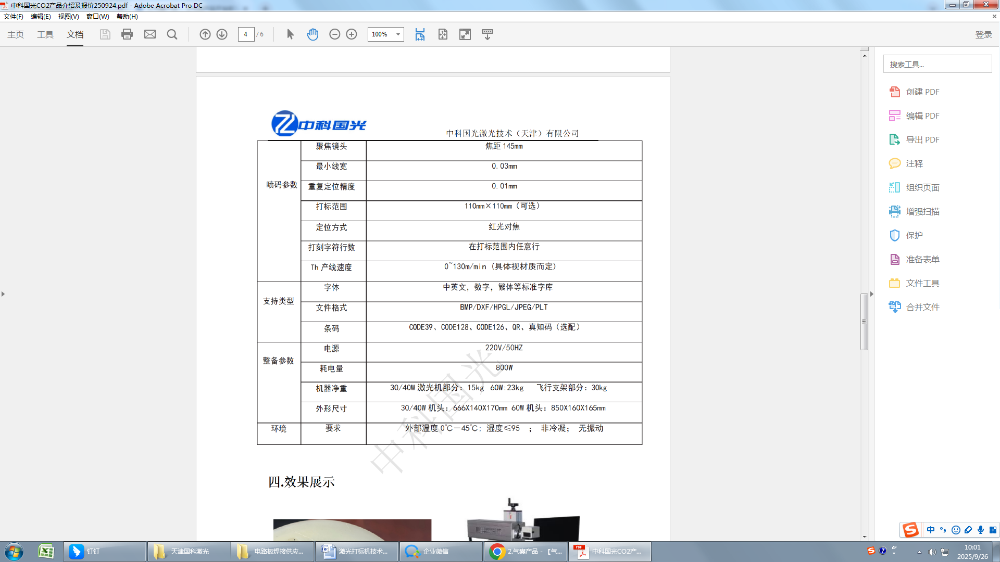 中科国光CO2产品介绍及报价250924.pdf - Adobe Acrobat Pro DC
文件(F) 编辑(E) 视图(V) 窗口(W) 帮助(H)
主页 工具 文档 4 / 6 100% 登录
搜索工具...
创建 PDF
编辑 PDF
导出 PDF
注释
组织页面
增强扫描
保护
准备表单
文件工具
合并文件
中科国光 中科国光激光技术（天津）有限公司
喷码参数
聚焦镜头 焦距 145mm
最小线宽 0.03mm
重复定位精度 0.01mm
打标范围 110mm×110mm（可选）
定位方式 红光对焦
打刻字符行数 在打标范围内任意行
Th 产线速度 0~130m/min（具体视材质而定）
支持类型
字体 中英文，数字，繁体等标准字库
文件格式 BMP/DXF/HPGL/JPEG/PLT
条码 CODE39、CODE128、CODE126、QR、真知码（选配）
整备参数
电源 220V/50HZ
耗电量 800W
机器净重 30/40W 激光机部分：15kg 60W:23kg 飞行支架部分：30kg
外形尺寸 30/40W 机头：666X140X170mm 60W 机头：850X160X165mm
环境 要求 外部温度 0℃－45℃；湿度≤95 ； 非冷凝； 无振动
中科国光
四.效果展示
中
钉钉 天津国科激光 电路板焊接供应... 激光打标机技术... 企业微信 2.气裹产品 - 【气... 中科国光CO2产...
10:01
2025/9/26